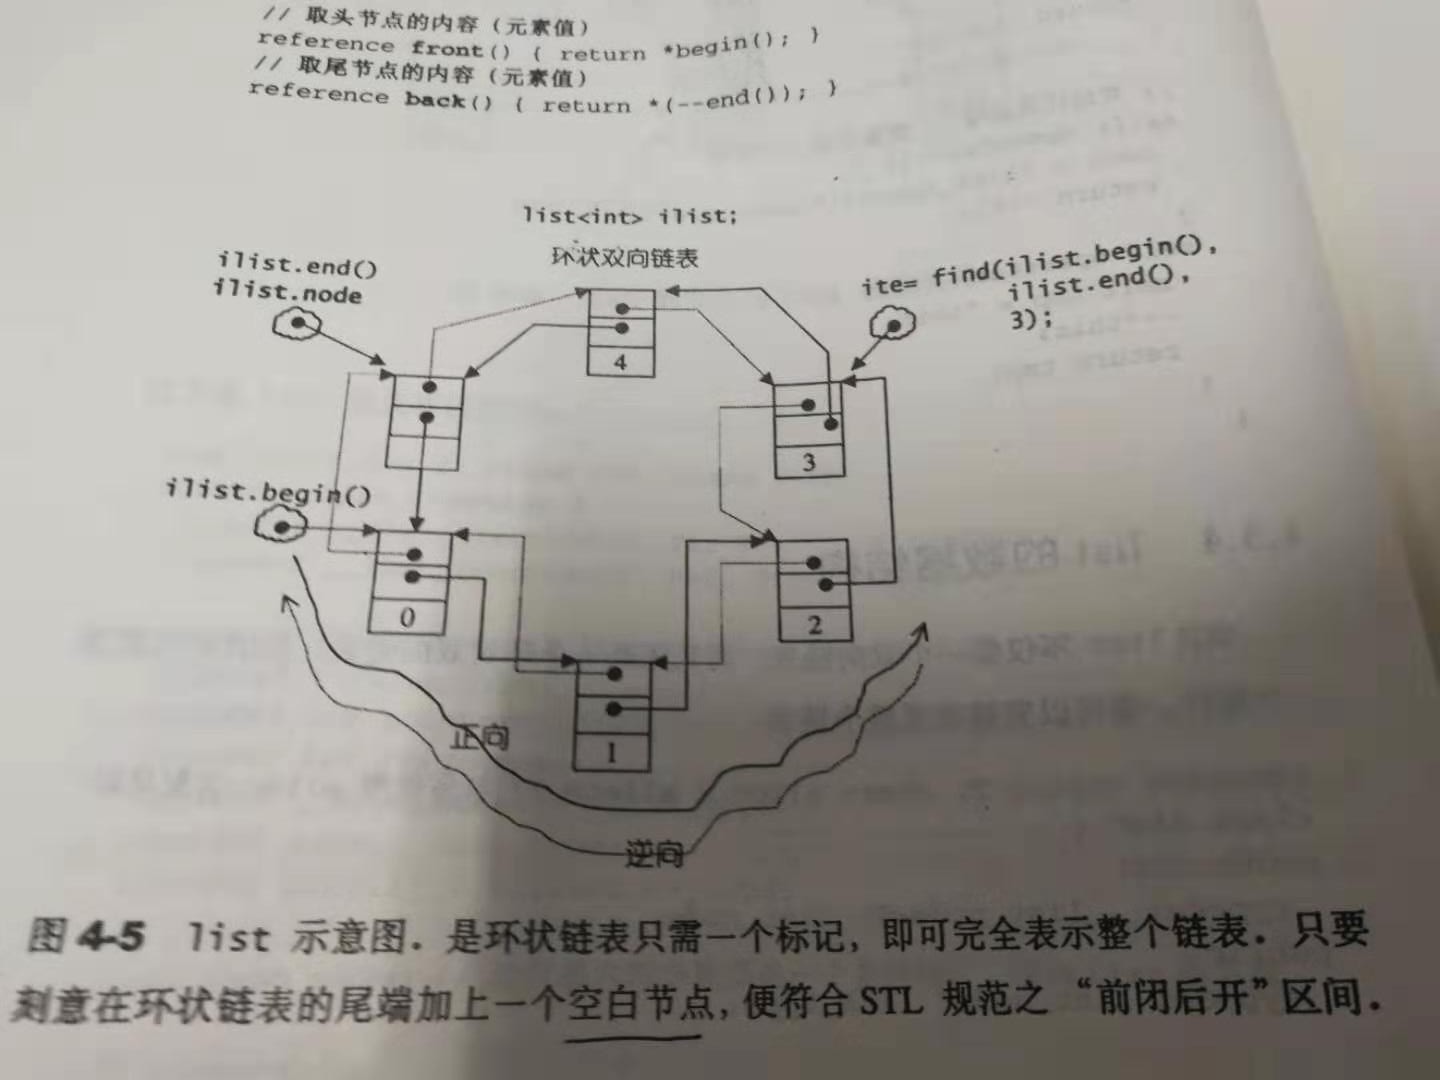 // 取头节点的内容（元素值）
reference front() { return *begin(); }
// 取尾节点的内容（元素值）
reference back() { return *(--end()); }
list<int> ilist;
环状双向链表
ilist.end()
ilist.node
ite= find(ilist.begin(),
ilist.end(),
3);
4
3
ilist.begin()
0
2
1
正向
逆向
图 4-5 list 示意图．是环状链表只需一个标记，即可完全表示整个链表．只要
刻意在环状链表的尾端加上一个空白节点，便符合 STL 规范之“前闭后开”区间．